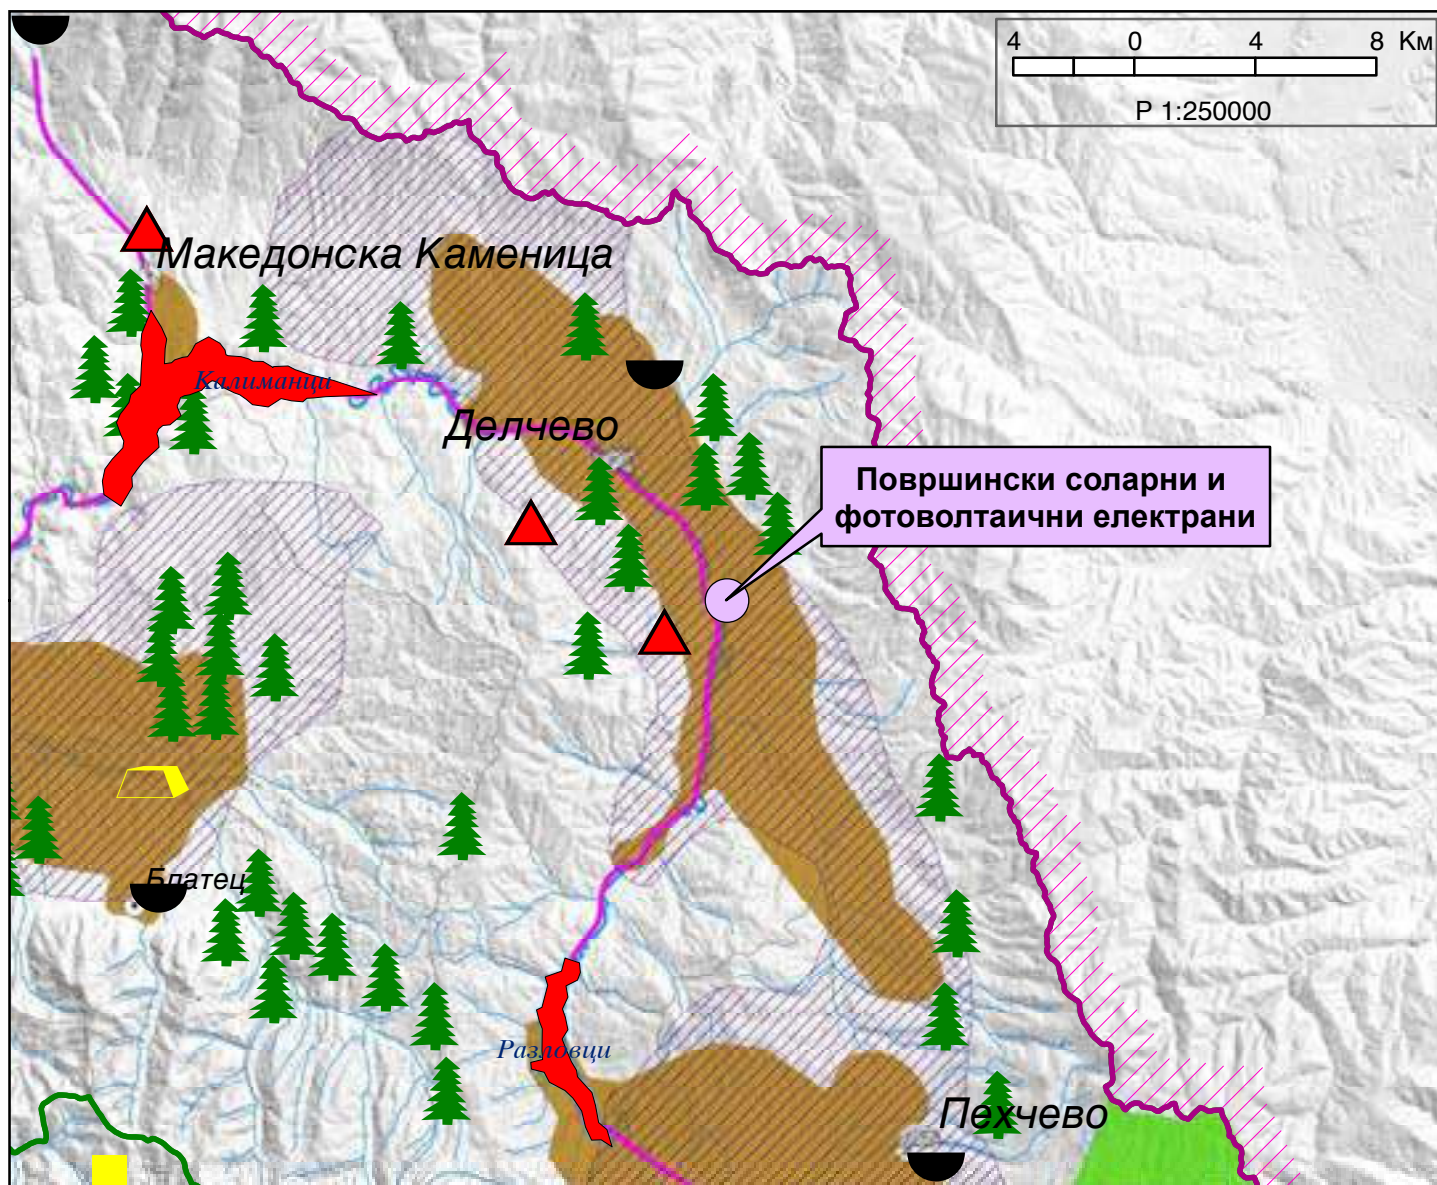 4 0 4 8 Км
Р 1:250000
Македонска Каменица
Калиманци
Делчево
Површински соларни и
фотоволтаични електрани
Блатец
Разловци
Пехчево